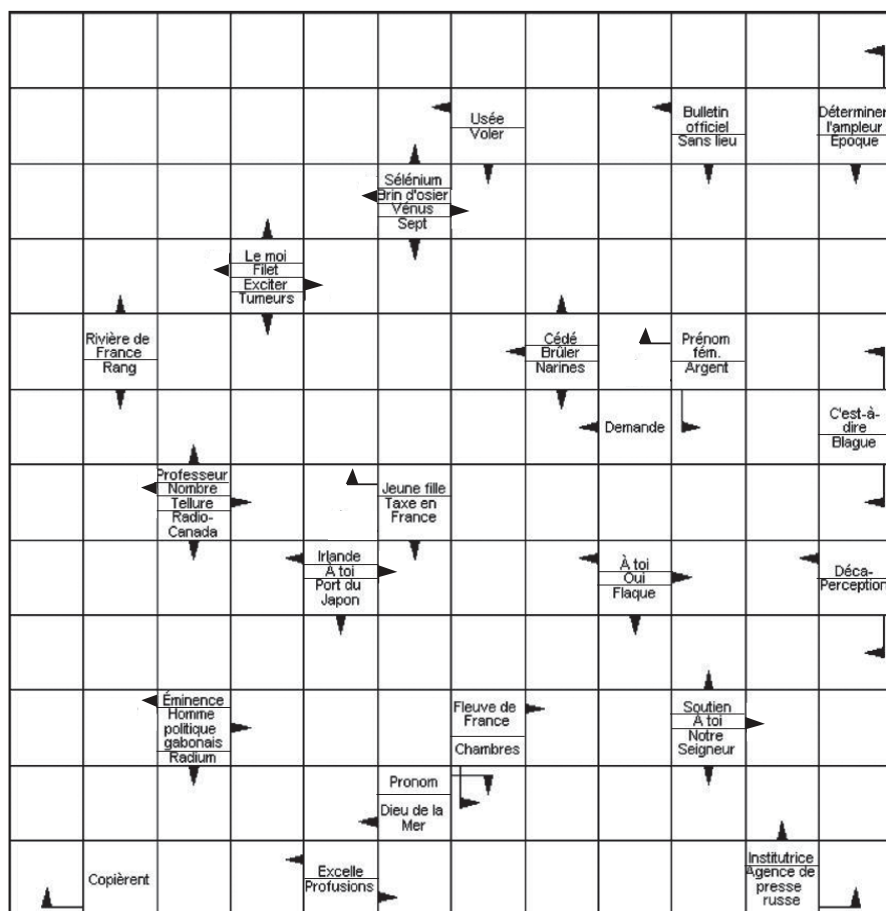 Usée
Voler
Bulletin
officiel
Sans lieu
Déterminer
l'ampleur
Époque
Sélénium
Brin d'osier
Vénus
Sept
Le moi
Filet
Exciter
Tumeurs
Rivière de
France
Rang
Cédé
Brûler
Narines
Prénom
fém.
Argent
Demande
C'est-à-
dire
Blague
Professeur
Nombre
Tellure
Radio-
Canada
Jeune fille
Taxe en
France
Irlande
À toi
Port du
Japon
À toi
Oui
Flaque
Déca-
Perception
Éminence
Homme
politique
gabonais
Radium
Fleuve de
France
Chambres
Soutien
À toi
Notre
Seigneur
Pronom
Dieu de la
Mer
Copièrent
Excelle
Profusions
Institutrice
Agence de
presse
russe